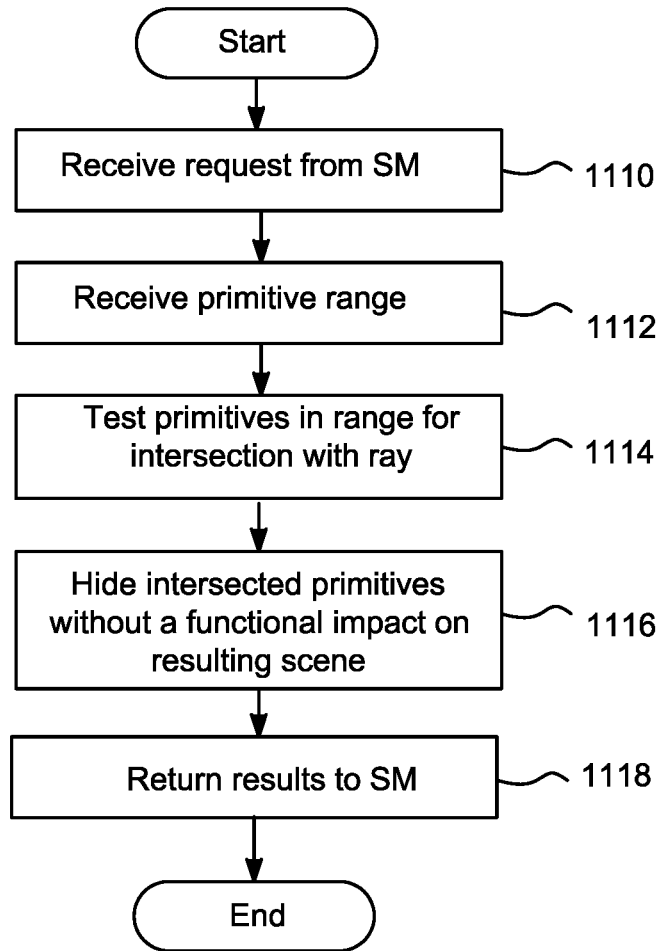 Start
Receive request from SM
1110
Receive primitive range
1112
Test primitives in range for
intersection with ray
1114
Hide intersected primitives
without a functional impact on
resulting scene
1116
Return results to SM
1118
End